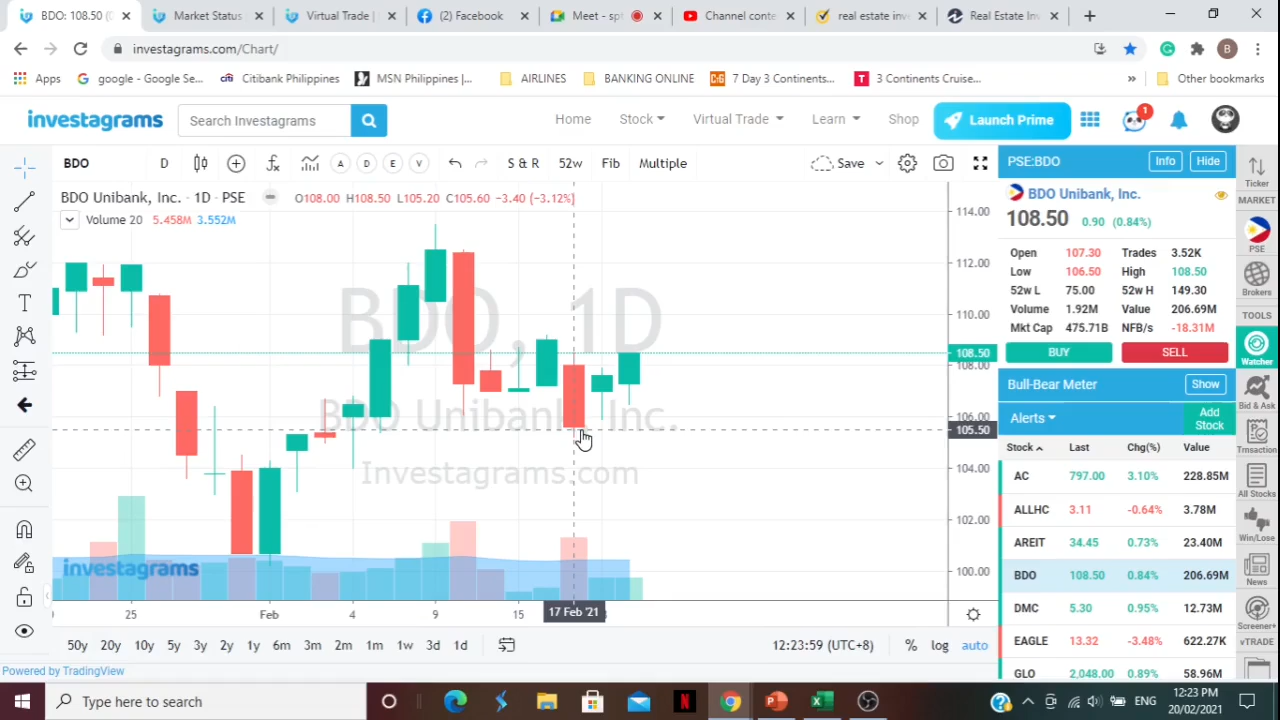 BDO: 108.50 (0
Market Status
Virtual Trade |
(2) Facebook
Meet - spt
Channel conte
real estate inv
Real Estate Inv
investagrams.com/Chart/
B
Apps
google - Google Se...
Citibank Philippines
MSN Philippines |...
AIRLINES
BANKING ONLINE
7 Day 3 Continents...
3 Continents Cruise...
»
Other bookmarks
investagrams
Search Investagrams
Home
Stock
Virtual Trade
Learn
Shop
Launch Prime
1
BDO
D
A
D
E
V
S & R
52w
Fib
Multiple
Save
BDO Unibank, Inc. · 1D · PSE
O108.00 H108.50 L105.20 C105.60 -3.40 (-3.12%)
Volume 20 5.458M 3.552M
BDO, 1D
BDO Unibank, Inc.
Investagrams.com
investagrams
114.00
112.00
110.00
108.50
108.00
106.00
105.50
104.00
102.00
100.00
25
Feb
4
9
15
17 Feb '21
50y
20y
10y
5y
3y
2y
1y
6m
3m
2m
1m
1w
3d
1d
12:23:59 (UTC+8)
%
log
auto
Powered by TradingView
PSE:BDO
Info
Hide
BDO Unibank, Inc.
108.50 0.90 (0.84%)
Open 107.30 Trades 3.52K
Low 106.50 High 108.50
52w L 75.00 52w H 149.30
Volume 1.92M Value 206.69M
Mkt Cap 475.71B NFB/s -18.31M
BUY
SELL
Bull-Bear Meter
Show
Alerts
Add Stock
Stock Last Chg(%) Value
AC 797.00 3.10% 228.85M
ALLHC 3.11 -0.64% 3.78M
AREIT 34.45 0.73% 23.40M
BDO 108.50 0.84% 206.69M
DMC 5.30 0.95% 12.73M
EAGLE 13.32 -3.48% 622.27K
GLO 2,048.00 0.89% 58.96M
Ticker
MARKET
PSE
Brokers
TOOLS
Watcher
Bid & Ask
Trnsaction
All Stocks
Win/Lose
News
Screener+
vTRADE
Type here to search
ENG
12:23 PM
20/02/2021